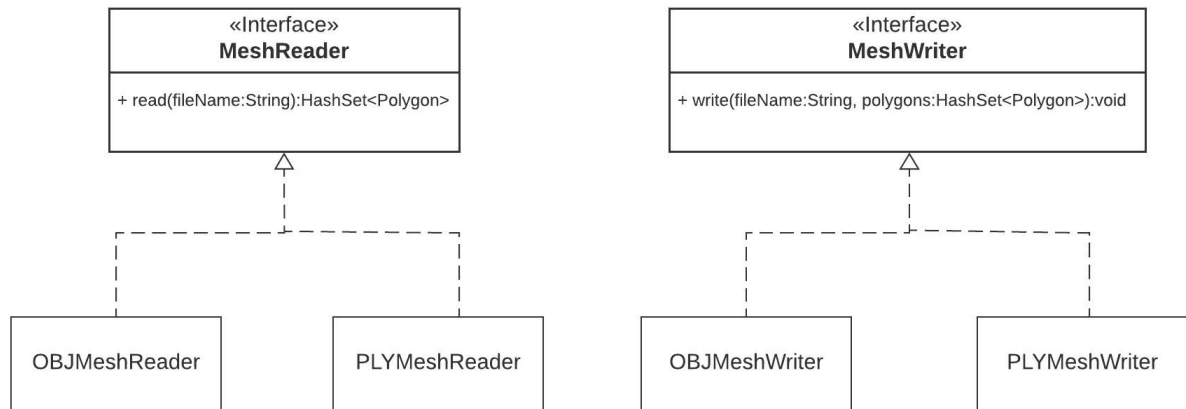 «Interface»
MeshReader
+ read(fileName:String):HashSet<Polygon>
«Interface»
MeshWriter
+ write(fileName:String, polygons:HashSet<Polygon>):void
OBJMeshReader
PLYMeshReader
OBJMeshWriter
PLYMeshWriter